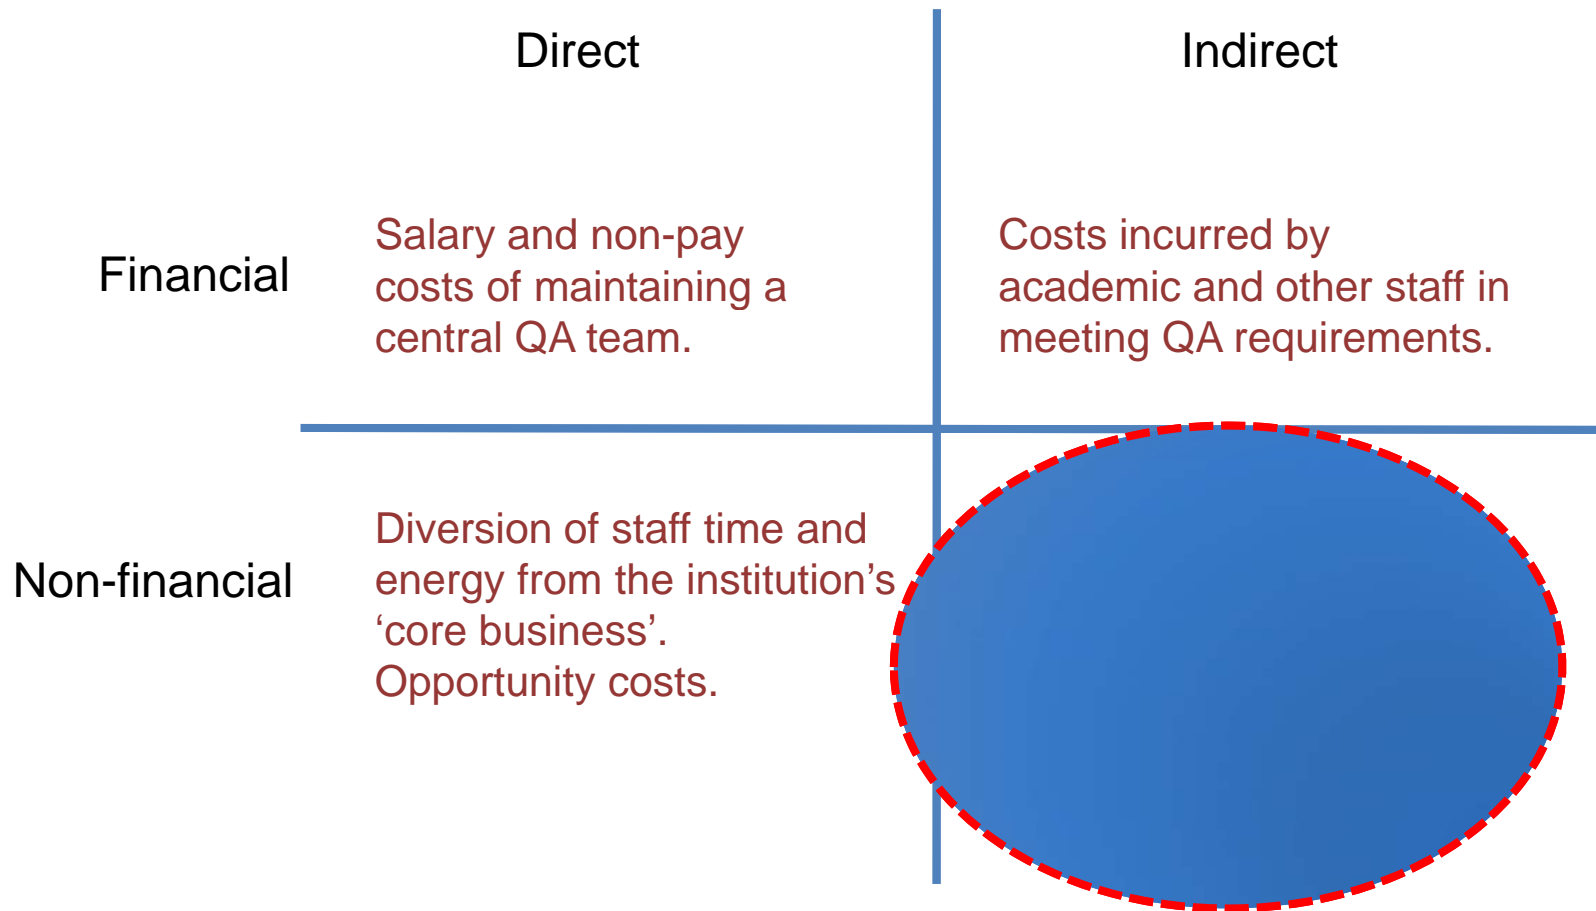 Direct
Indirect
Financial
Salary and non-pay
costs of maintaining a
central QA team.
Costs incurred by
academic and other staff in
meeting QA requirements.
Non-financial
Diversion of staff time and
energy from the institution’s
‘core business’.
Opportunity costs.